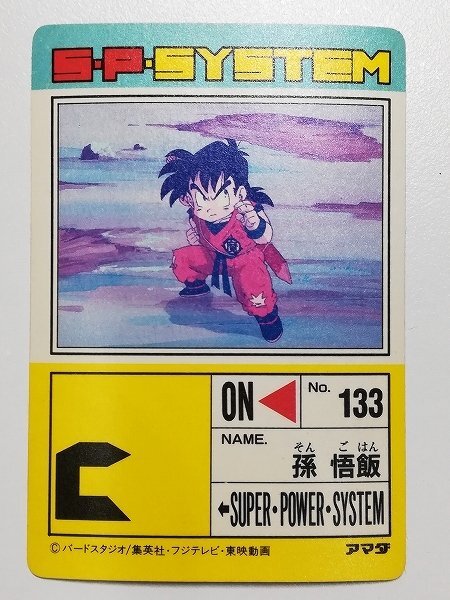 S·P·SYSTEM
悟
ON
No. 133
NAME.
そん ご はん
孫 悟飯
←SUPER・POWER・SYSTEM
©バードスタジオ/集英社・フジテレビ・東映動画
アマダ